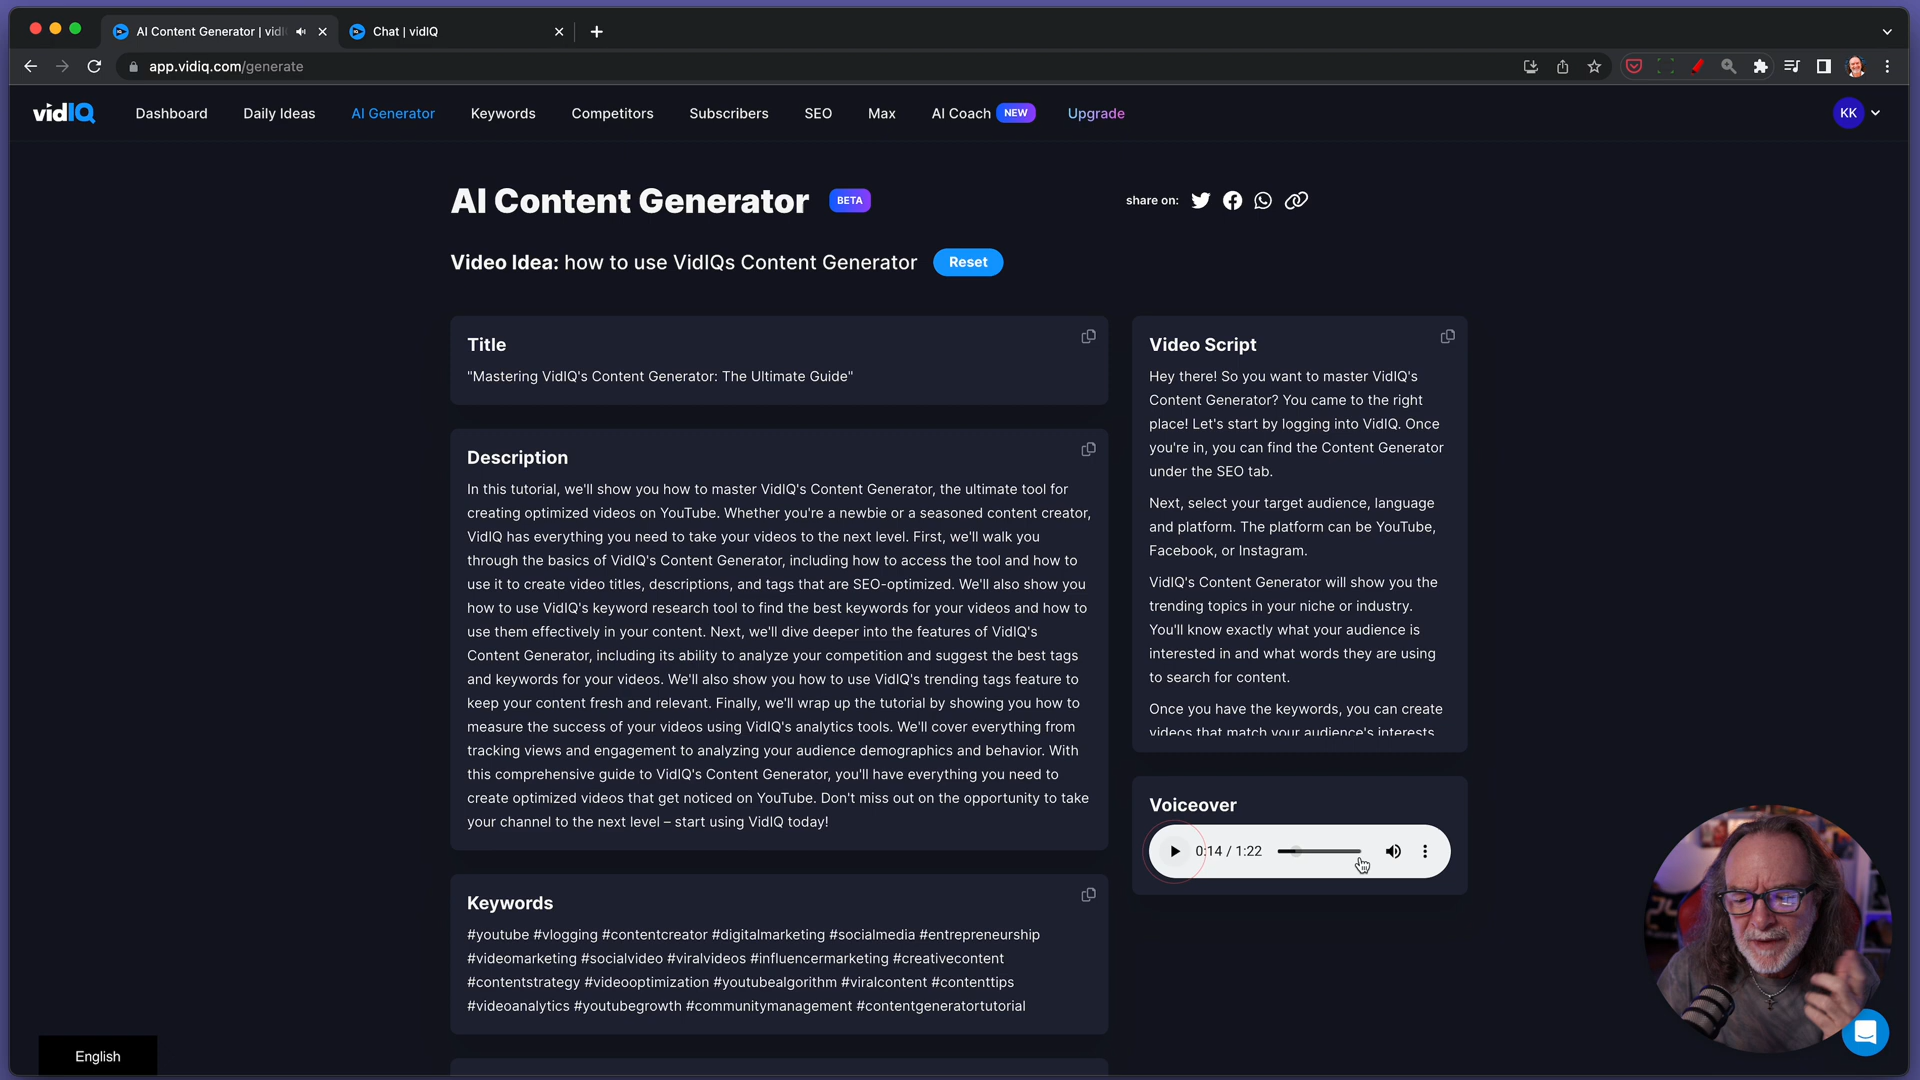 AI Content Generator | vidI
Chat | vidIQ
app.vidiq.com/generate
vidIQ
Dashboard
Daily Ideas
AI Generator
Keywords
Competitors
Subscribers
SEO
Max
AI Coach NEW
Upgrade
KK
AI Content Generator BETA
share on:
Video Idea: how to use VidIQs Content Generator
Reset
Title
"Mastering VidIQ's Content Generator: The Ultimate Guide"
Description
In this tutorial, we'll show you how to master VidIQ's Content Generator, the ultimate tool for
creating optimized videos on YouTube. Whether you're a newbie or a seasoned content creator,
VidIQ has everything you need to take your videos to the next level. First, we'll walk you
through the basics of VidIQ's Content Generator, including how to access the tool and how to
use it to create video titles, descriptions, and tags that are SEO-optimized. We'll also show you
how to use VidIQ's keyword research tool to find the best keywords for your videos and how to
use them effectively in your content. Next, we'll dive deeper into the features of VidIQ's
Content Generator, including its ability to analyze your competition and suggest the best tags
and keywords for your videos. We'll also show you how to use VidIQ's trending tags feature to
keep your content fresh and relevant. Finally, we'll wrap up the tutorial by showing you how to
measure the success of your videos using VidIQ's analytics tools. We'll cover everything from
tracking views and engagement to analyzing your audience demographics and behavior. With
this comprehensive guide to VidIQ's Content Generator, you'll have everything you need to
create optimized videos that get noticed on YouTube. Don't miss out on the opportunity to take
your channel to the next level – start using VidIQ today!
Keywords
#youtube #vlogging #contentcreator #digitalmarketing #socialmedia #entrepreneurship
#videomarketing #socialvideo #viralvideos #influencermarketing #creativecontent
#contentstrategy #videooptimization #youtubealgorithm #viralcontent #contenttips
#videoanalytics #youtubegrowth #communitymanagement #contentgeneratortutorial
Video Script
Hey there! So you want to master VidIQ's
Content Generator? You came to the right
place! Let's start by logging into VidIQ. Once
you're in, you can find the Content Generator
under the SEO tab.
Next, select your target audience, language
and platform. The platform can be YouTube,
Facebook, or Instagram.
VidIQ's Content Generator will show you the
trending topics in your niche or industry.
You'll know exactly what your audience is
interested in and what words they are using
to search for content.
Once you have the keywords, you can create
videos that match your audience's interests
Voiceover
0:14 / 1:22
English